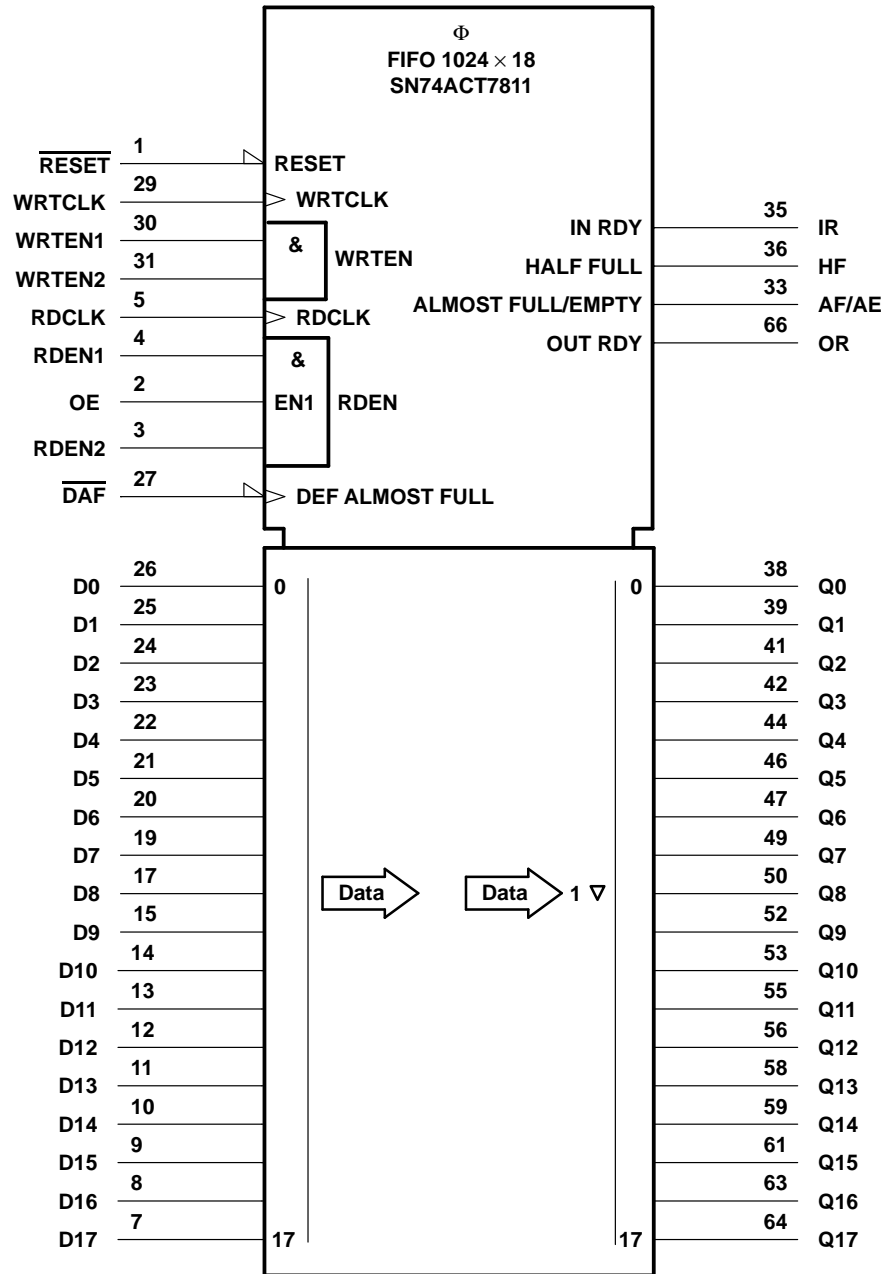 Φ
FIFO 1024 × 18
SN74ACT7811
RESET 1 RESET
WRTCLK 29 WRTCLK
WRTEN1 30 & WRTEN
WRTEN2 31
RDCLK 5 RDCLK
RDEN1 4 &
OE 2 EN1 RDEN
RDEN2 3
DAF 27 DEF ALMOST FULL
IN RDY 35 IR
HALF FULL 36 HF
ALMOST FULL/EMPTY 33 AF/AE
OUT RDY 66 OR
D0 26 0 0 38 Q0
D1 25 39 Q1
D2 24 41 Q2
D3 23 42 Q3
D4 22 44 Q4
D5 21 46 Q5
D6 20 47 Q6
D7 19 49 Q7
D8 17 Data Data 1 ∇ 50 Q8
D9 15 52 Q9
D10 14 53 Q10
D11 13 55 Q11
D12 12 56 Q12
D13 11 58 Q13
D14 10 59 Q14
D15 9 61 Q15
D16 8 63 Q16
D17 7 17 17 64 Q17